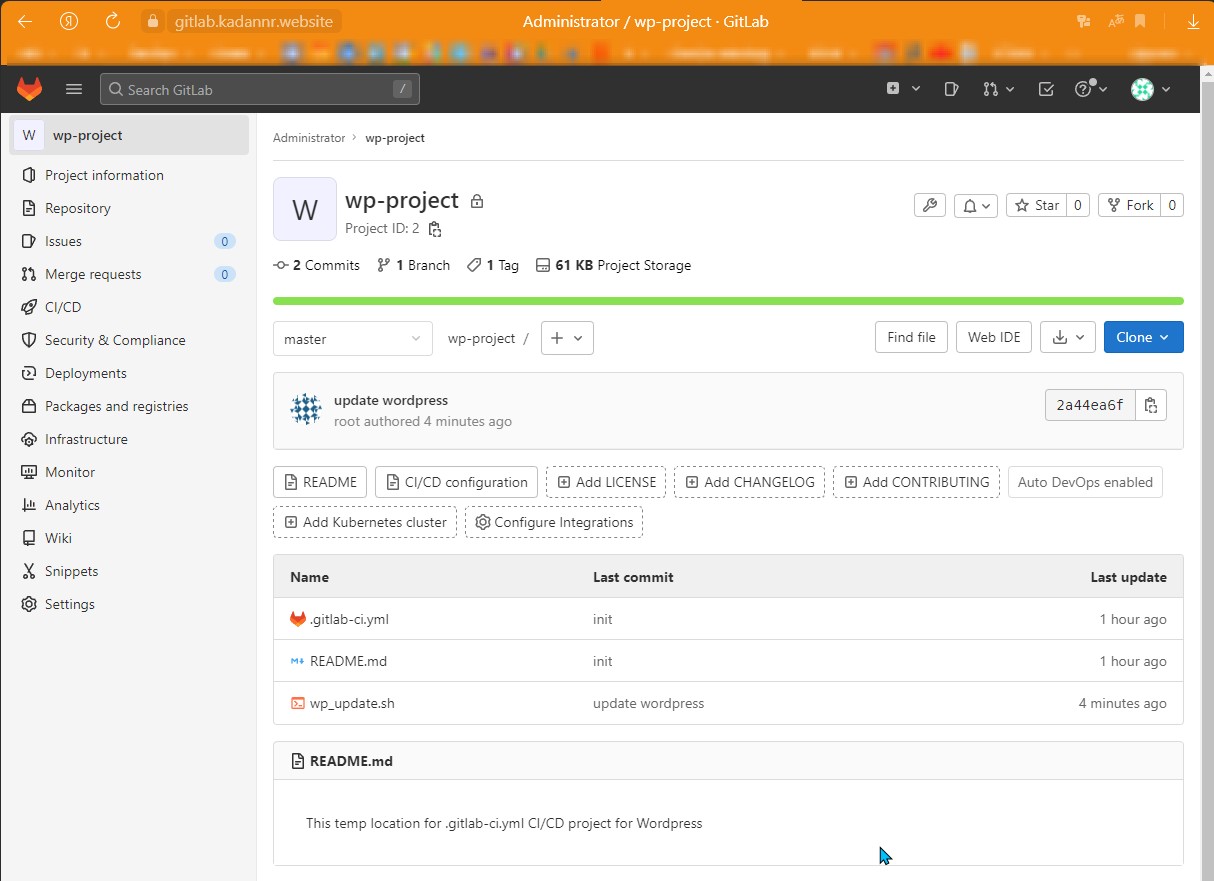 gitlab.kadannr.website
Administrator / wp-project · GitLab
Search GitLab
/
W wp-project
Project information
Repository
Issues 0
Merge requests 0
CI/CD
Security & Compliance
Deployments
Packages and registries
Infrastructure
Monitor
Analytics
Wiki
Snippets
Settings
Administrator › wp-project
W
wp-project
Project ID: 2
Star 0
Fork 0
2 Commits 1 Branch 1 Tag 61 KB Project Storage
master
wp-project /
Find file
Web IDE
Clone
update wordpress
root authored 4 minutes ago
2a44ea6f
README
CI/CD configuration
Add LICENSE
Add CHANGELOG
Add CONTRIBUTING
Auto DevOps enabled
Add Kubernetes cluster
Configure Integrations
Name Last commit Last update
.gitlab-ci.yml init 1 hour ago
README.md init 1 hour ago
wp_update.sh update wordpress 4 minutes ago
README.md
This temp location for .gitlab-ci.yml CI/CD project for Wordpress